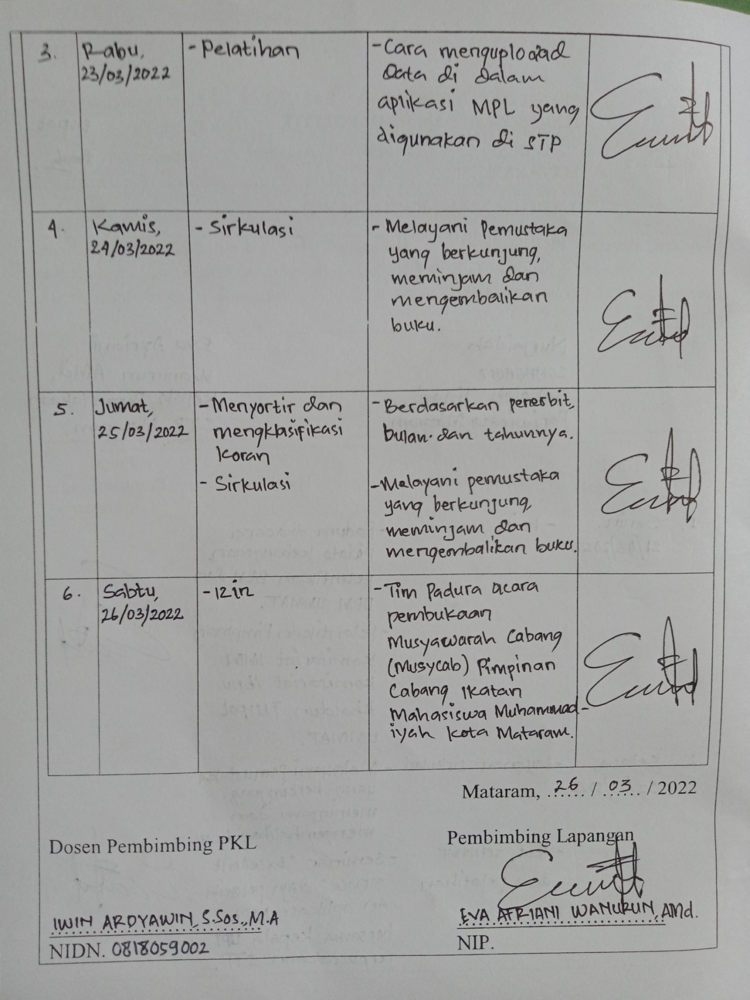 3.
Rabu,
23/03/2022
- Pelatihan
- Cara menguploaad
Data di dalam
aplikasi MPL yang
digunakan di STP
4.
Kamis,
24/03/2022
- Sirkulasi
- Melayani Pemustaka
yang berkunjung,
meminjam dan
mengembalikan
buku.
5.
Jumat,
25/03/2022
- Menyortir dan
mengklasifikasi
Koran
- Sirkulasi
- Berdasarkan penerbit,
bulan dan tahunnya.
- Melayani pemustaka
yang berkunjung,
meminjam dan
mengembalikan buku.
6.
Sabtu,
26/03/2022
- Izin
- Tim Padura acara
pembukaan
Musyawarah Cabang
(Musycab) Pimpinan
Cabang Ikatan
Mahasiswa Muhammad-
iyah Kota Mataram.
Mataram, 26 / 03 / 2022
Dosen Pembimbing PKL
Pembimbing Lapangan
IWIN ARDYAWIN, S.Sos., M.A
EVA AFRIANI WANURUN, AMd.
NIDN. 0818059002
NIP.